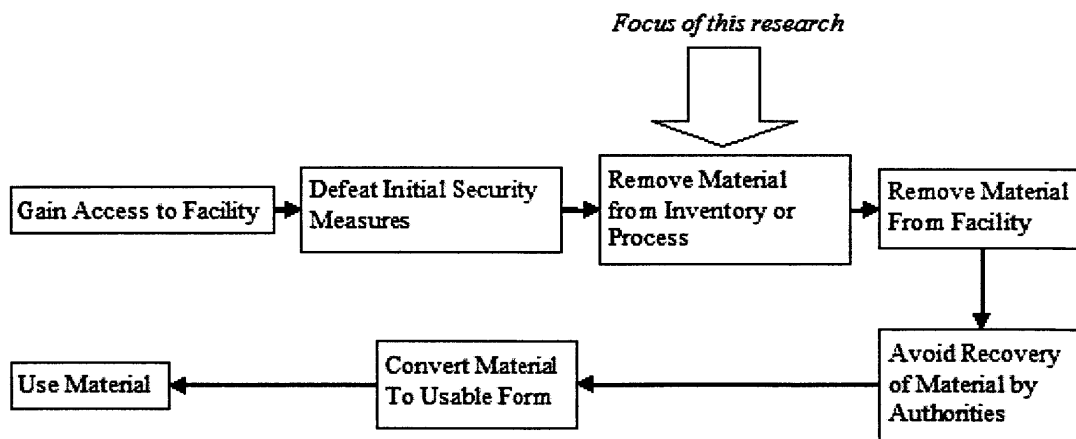 Focus of this research
Gain Access to Facility
Defeat Initial Security
Measures
Remove Material
from Inventory or
Process
Remove Material
From Facility
Avoid Recovery
of Material by
Authorities
Convert Material
To Usable Form
Use Material